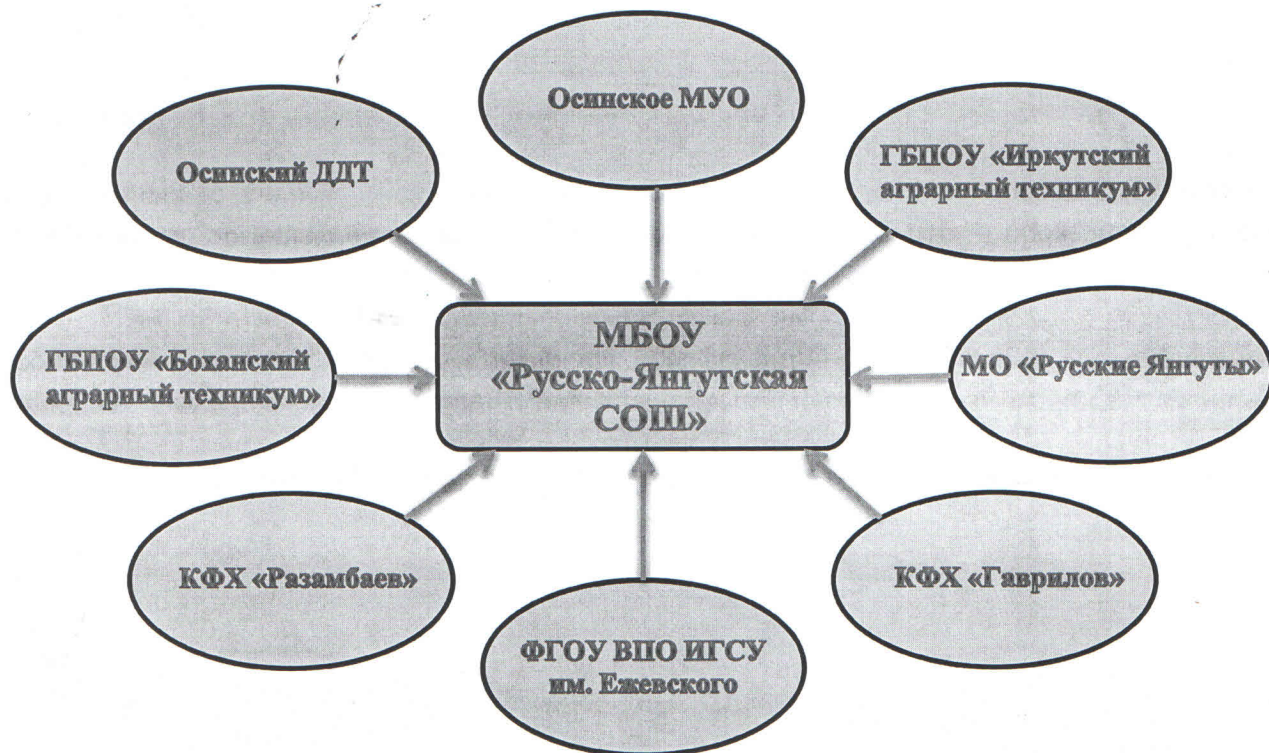 Осинское МУО
Осинский ДДТ
ГБПОУ «Иркутский
аграрный техникум»
МБОУ
«Русско-Янгутская
СОШ»
ГБПОУ «Боханский
аграрный техникум»
МО «Русские Янгуты»
КФХ «Разамбаев»
КФХ «Гаврилов»
ФГОУ ВПО ИГСУ
им. Ежевского